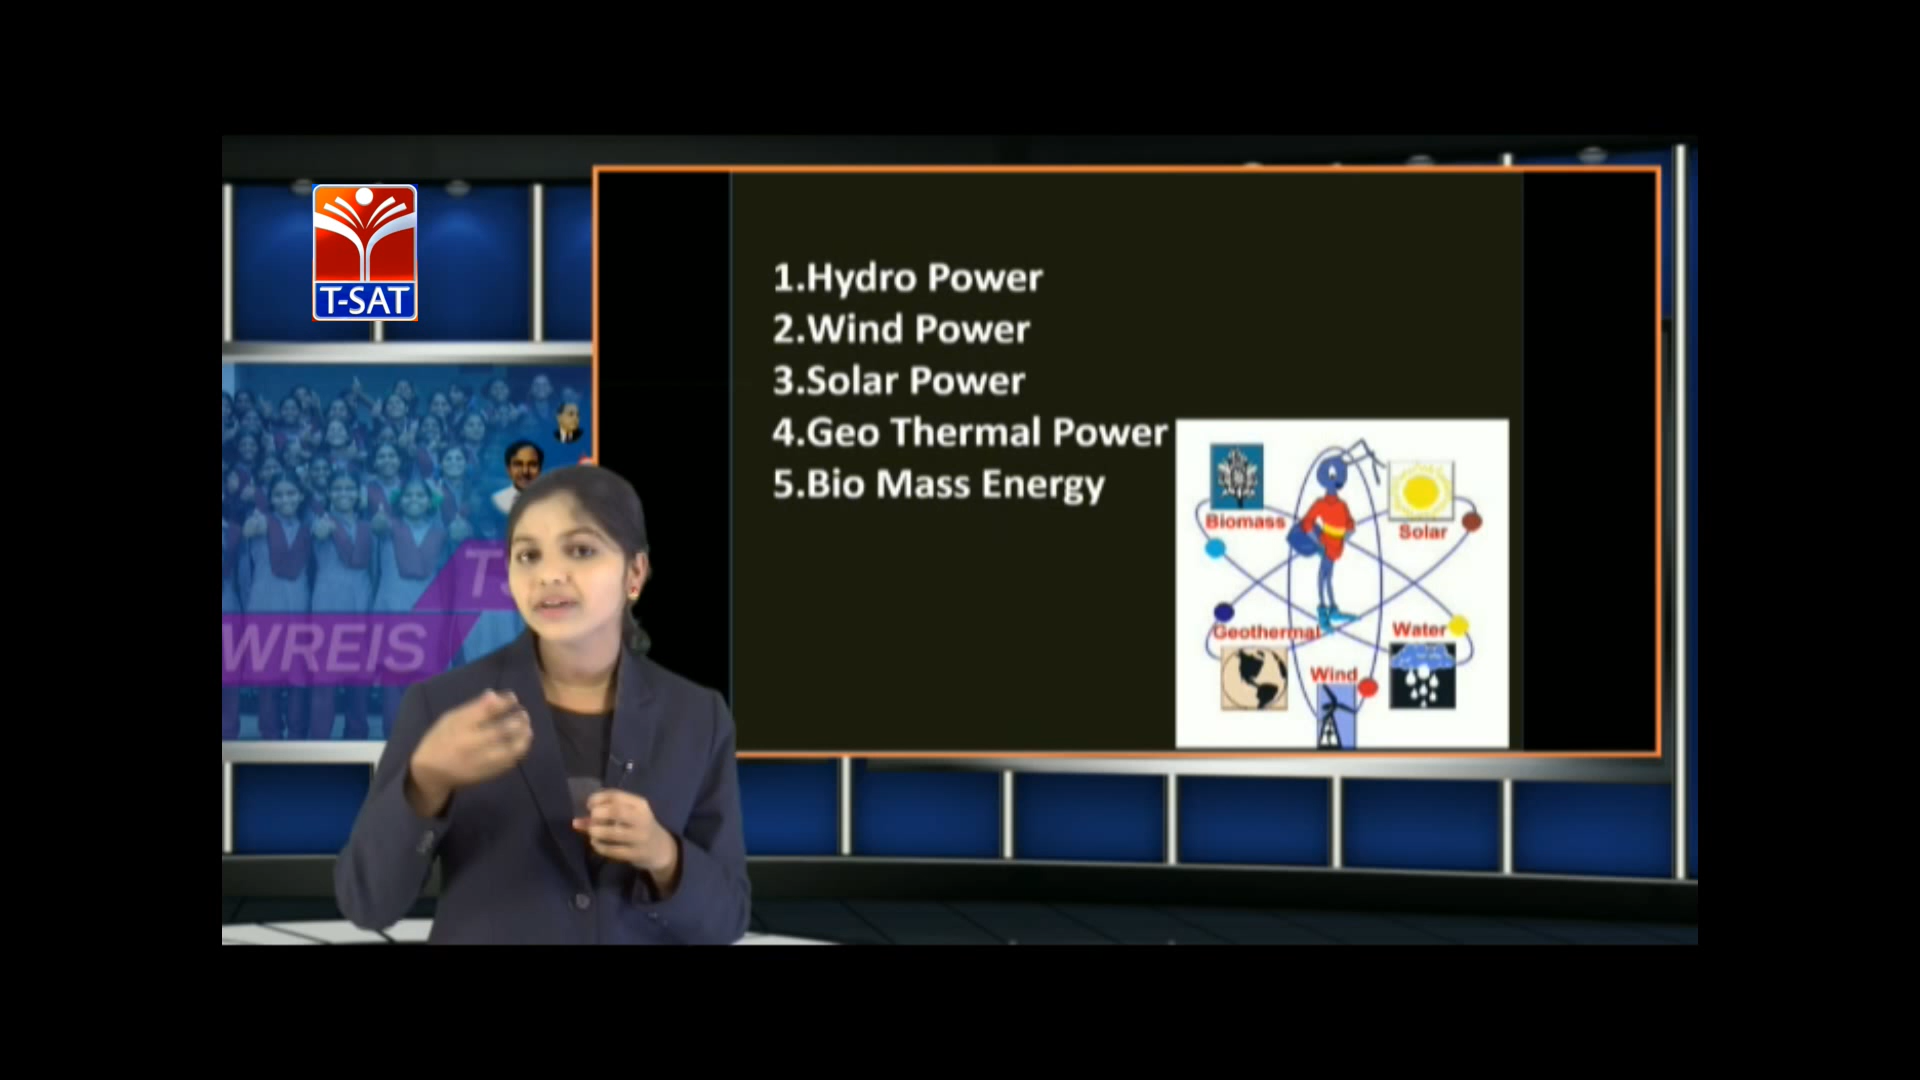 T-SAT
1.Hydro Power
2.Wind Power
3.Solar Power
4.Geo Thermal Power
5.Bio Mass Energy
Biomass
Solar
Geothermal
Water
Wind
WREIS